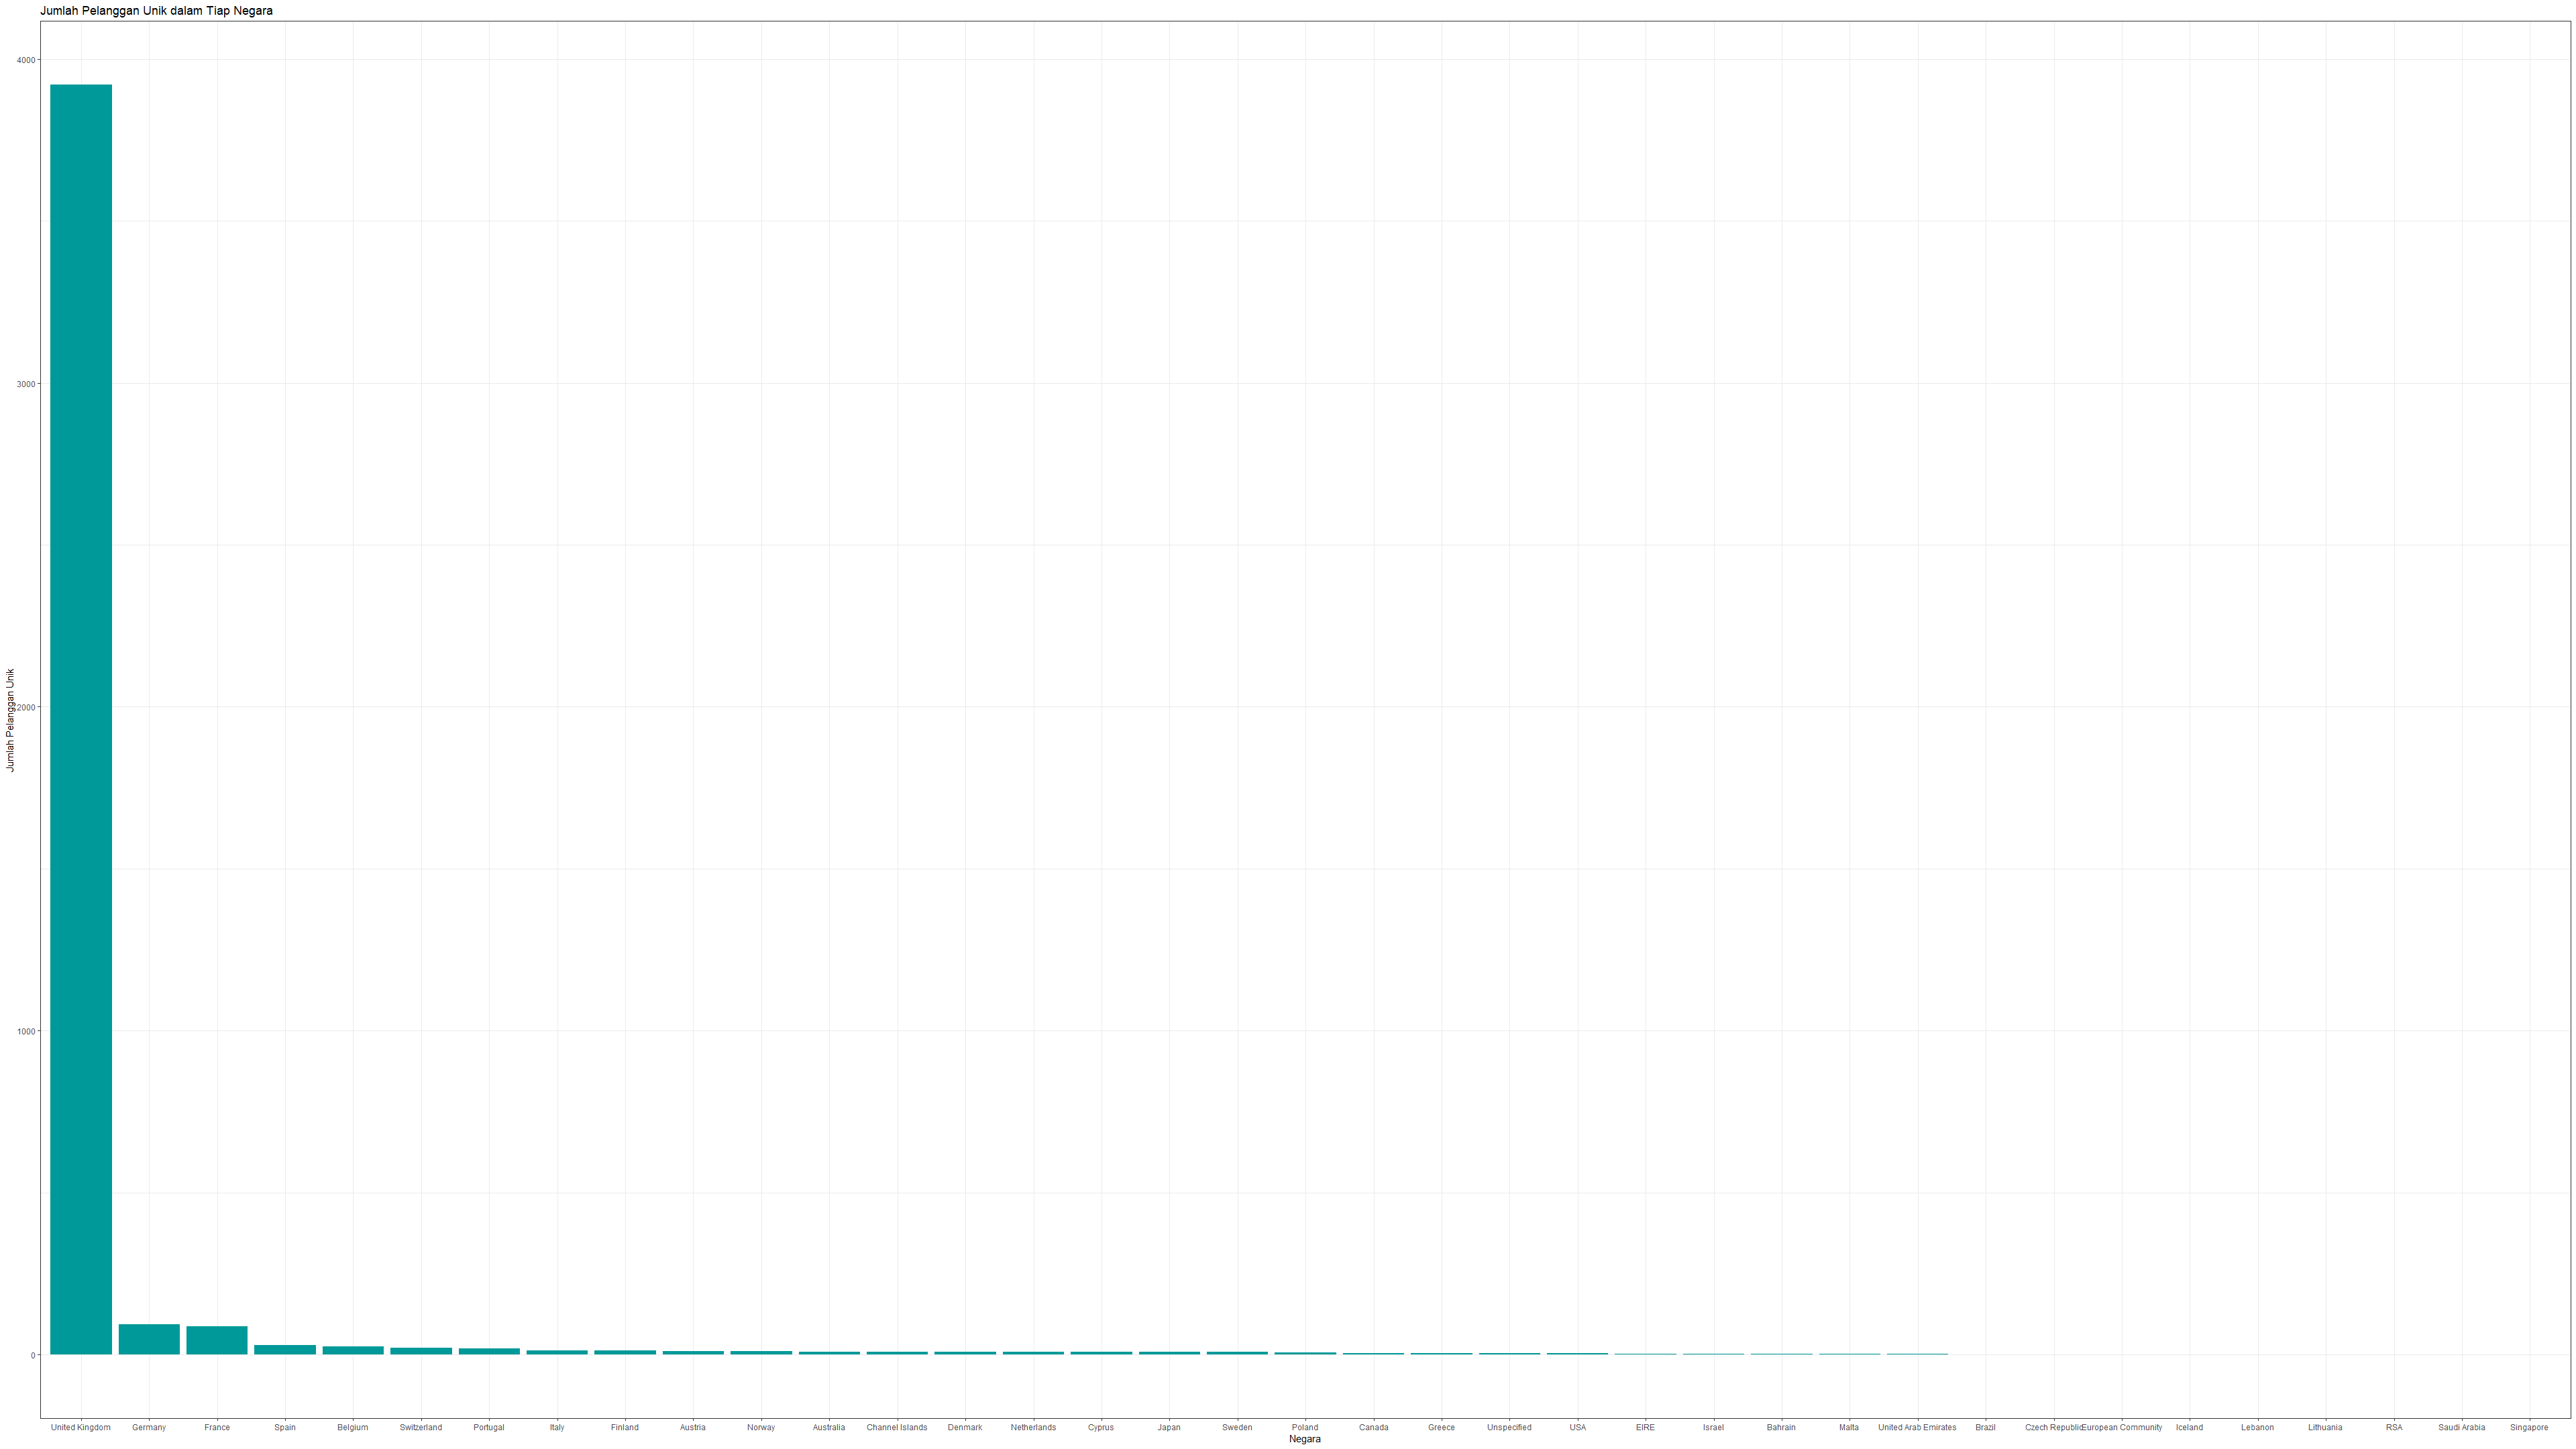 Jumlah Pelanggan Unik dalam Tiap Negara
4000
3000
2000
1000
0
Jumlah Pelanggan Unik
United Kingdom Germany France Spain Belgium Switzerland Portugal Italy Finland Austria Norway Australia Channel Islands Denmark Netherlands Cyprus Japan Sweden Poland Canada Greece Unspecified USA EIRE Israel Bahrain Malta United Arab Emirates Brazil Czech Republic European Community Iceland Lebanon Lithuania RSA Saudi Arabia Singapore
Negara